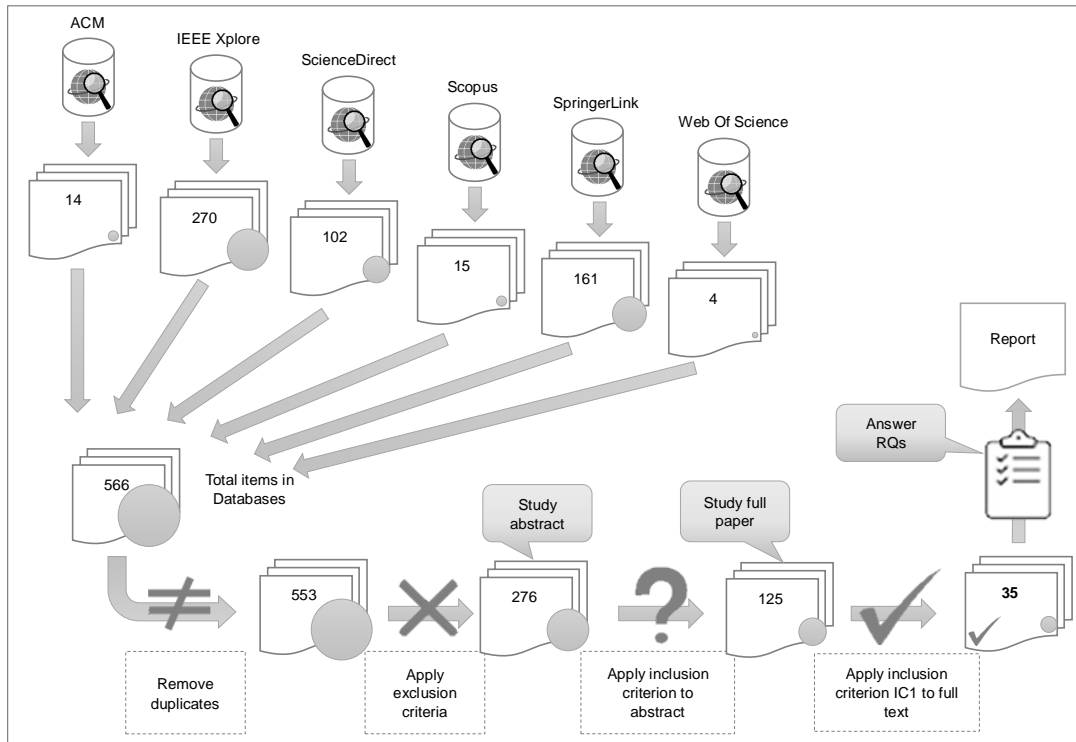 ACM
IEEE Xplore
ScienceDirect
Scopus
SpringerLink
Web Of Science
14
270
102
15
161
4
Report
Answer
RQs
566
Total items in
Databases
Study
abstract
Study full
paper
553
276
125
35
Remove
duplicates
Apply
exclusion
criteria
Apply inclusion
criterion to
abstract
Apply inclusion
criterion IC1 to full
text